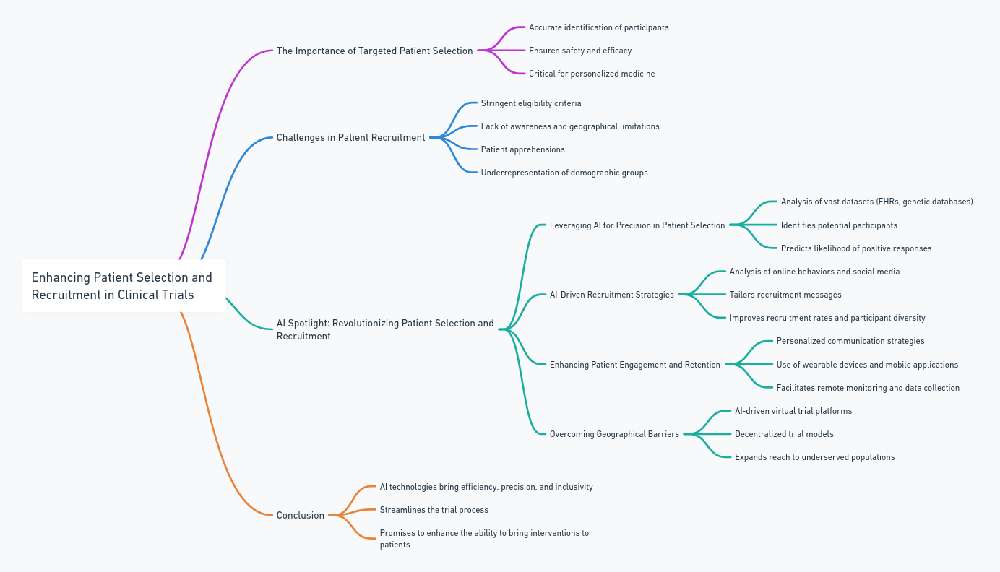 Enhancing Patient Selection and
Recruitment in Clinical Trials
The Importance of Targeted Patient Selection
Accurate identification of participants
Ensures safety and efficacy
Critical for personalized medicine
Challenges in Patient Recruitment
Stringent eligibility criteria
Lack of awareness and geographical limitations
Patient apprehensions
Underrepresentation of demographic groups
AI Spotlight: Revolutionizing Patient Selection and
Recruitment
Leveraging AI for Precision in Patient Selection
Analysis of vast datasets (EHRs, genetic databases)
Identifies potential participants
Predicts likelihood of positive responses
AI-Driven Recruitment Strategies
Analysis of online behaviors and social media
Tailors recruitment messages
Improves recruitment rates and participant diversity
Enhancing Patient Engagement and Retention
Personalized communication strategies
Use of wearable devices and mobile applications
Facilitates remote monitoring and data collection
Overcoming Geographical Barriers
AI-driven virtual trial platforms
Decentralized trial models
Expands reach to underserved populations
Conclusion
AI technologies bring efficiency, precision, and inclusivity
Streamlines the trial process
Promises to enhance the ability to bring interventions to
patients